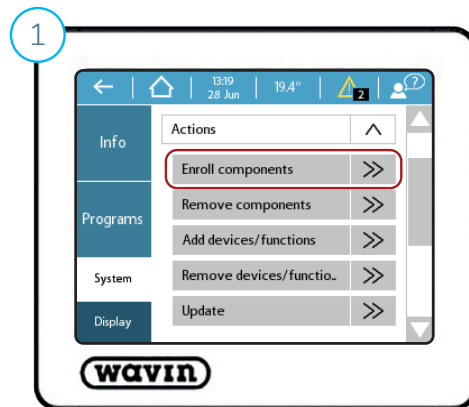 1
13:19
28 Jun
19.4°
2
?
Info
Programs
System
Display
Actions
Enroll components
Remove components
Add devices/functions
Remove devices/functio..
Update
wavin